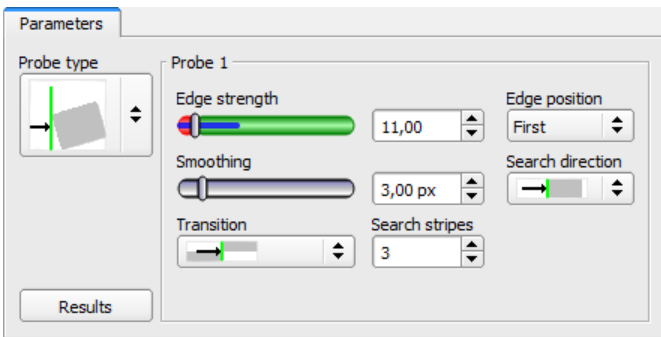 Parameters
Probe type
Probe 1
Edge strength
11,00
Edge position
First
Smoothing
3,00 px
Search direction
Transition
Search stripes
3
Results